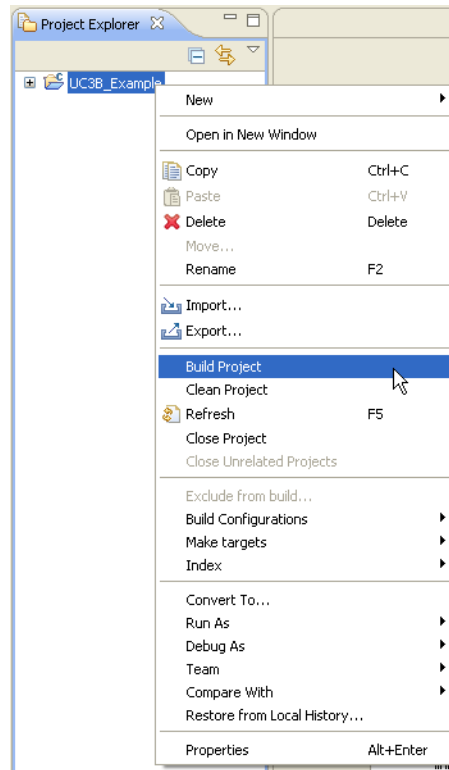 Project Explorer
UC3B_Example
New
Open in New Window
Copy Ctrl+C
Paste Ctrl+V
Delete Delete
Move...
Rename F2
Import...
Export...
Build Project
Clean Project
Refresh F5
Close Project
Close Unrelated Projects
Exclude from build...
Build Configurations
Make targets
Index
Convert To...
Run As
Debug As
Team
Compare With
Restore from Local History...
Properties Alt+Enter